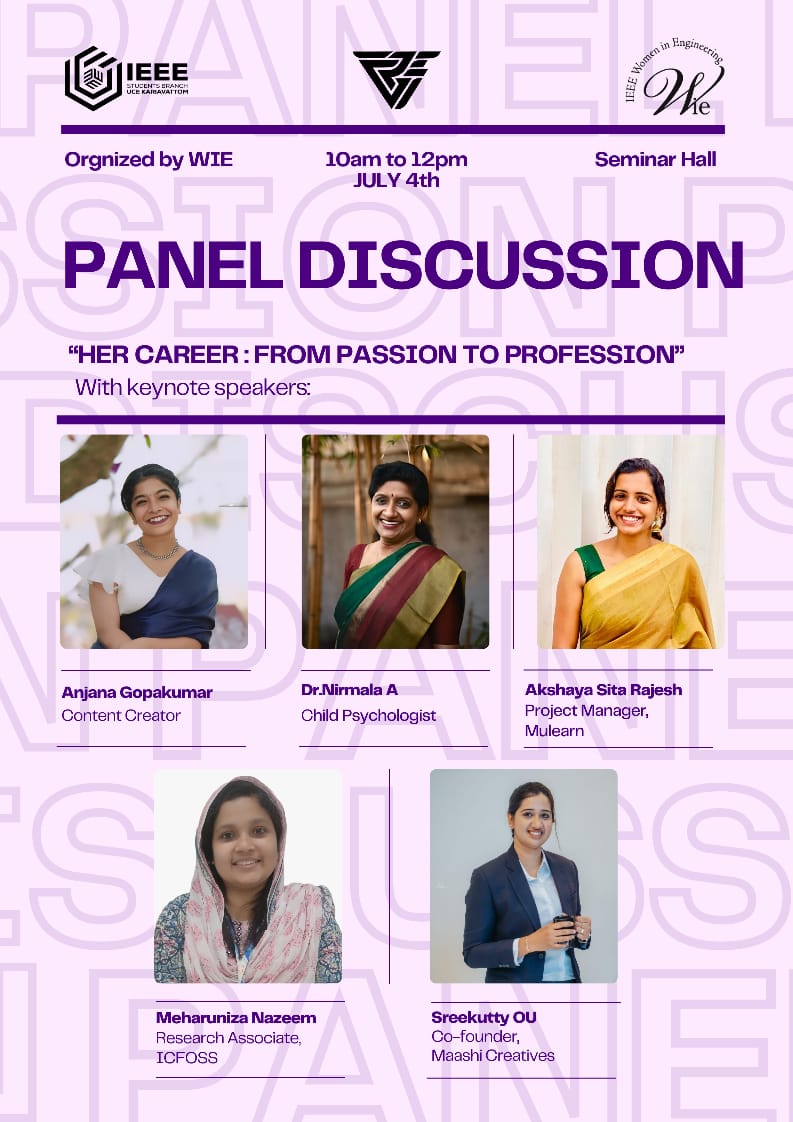 IEEE
STUDENTS BRANCH
UCE KARIAVATTOM
IEEE Women in Engineering
Wie
Orgnized by WIE
10am to 12pm
JULY 4th
Seminar Hall
PANEL DISCUSSION
“HER CAREER : FROM PASSION TO PROFESSION”
With keynote speakers:
Anjana Gopakumar
Content Creator
Dr.Nirmala A
Child Psychologist
Akshaya Sita Rajesh
Project Manager,
Mulearn
Meharuniza Nazeem
Research Associate,
ICFOSS
Sreekutty OU
Co-founder,
Maashi Creatives